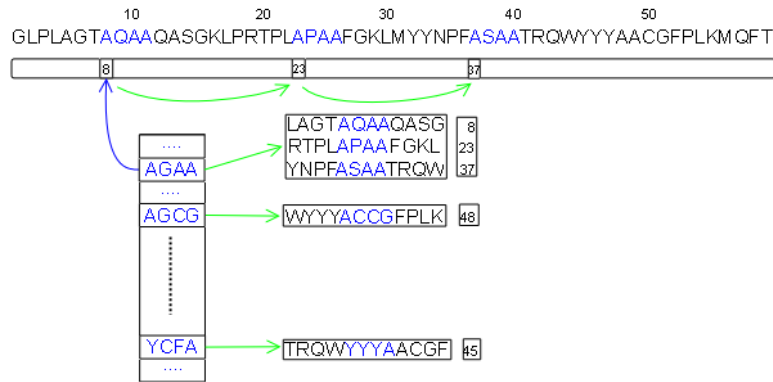 10 20 30 40 50
GLPLAGTAQAAQASGKLPRTPLAPAAFGKLMYYNPFASAATRQWYYYAACGFPLKMQFT
8 23 37
....
LAGTAQAAQASG 8
RTPLAPAAFGKL 23
AGAA
YNPFASAATRQW 37
....
AGCG WYYYACCGFPLK 48
YCFA TRQWYYYAACGF 45
....